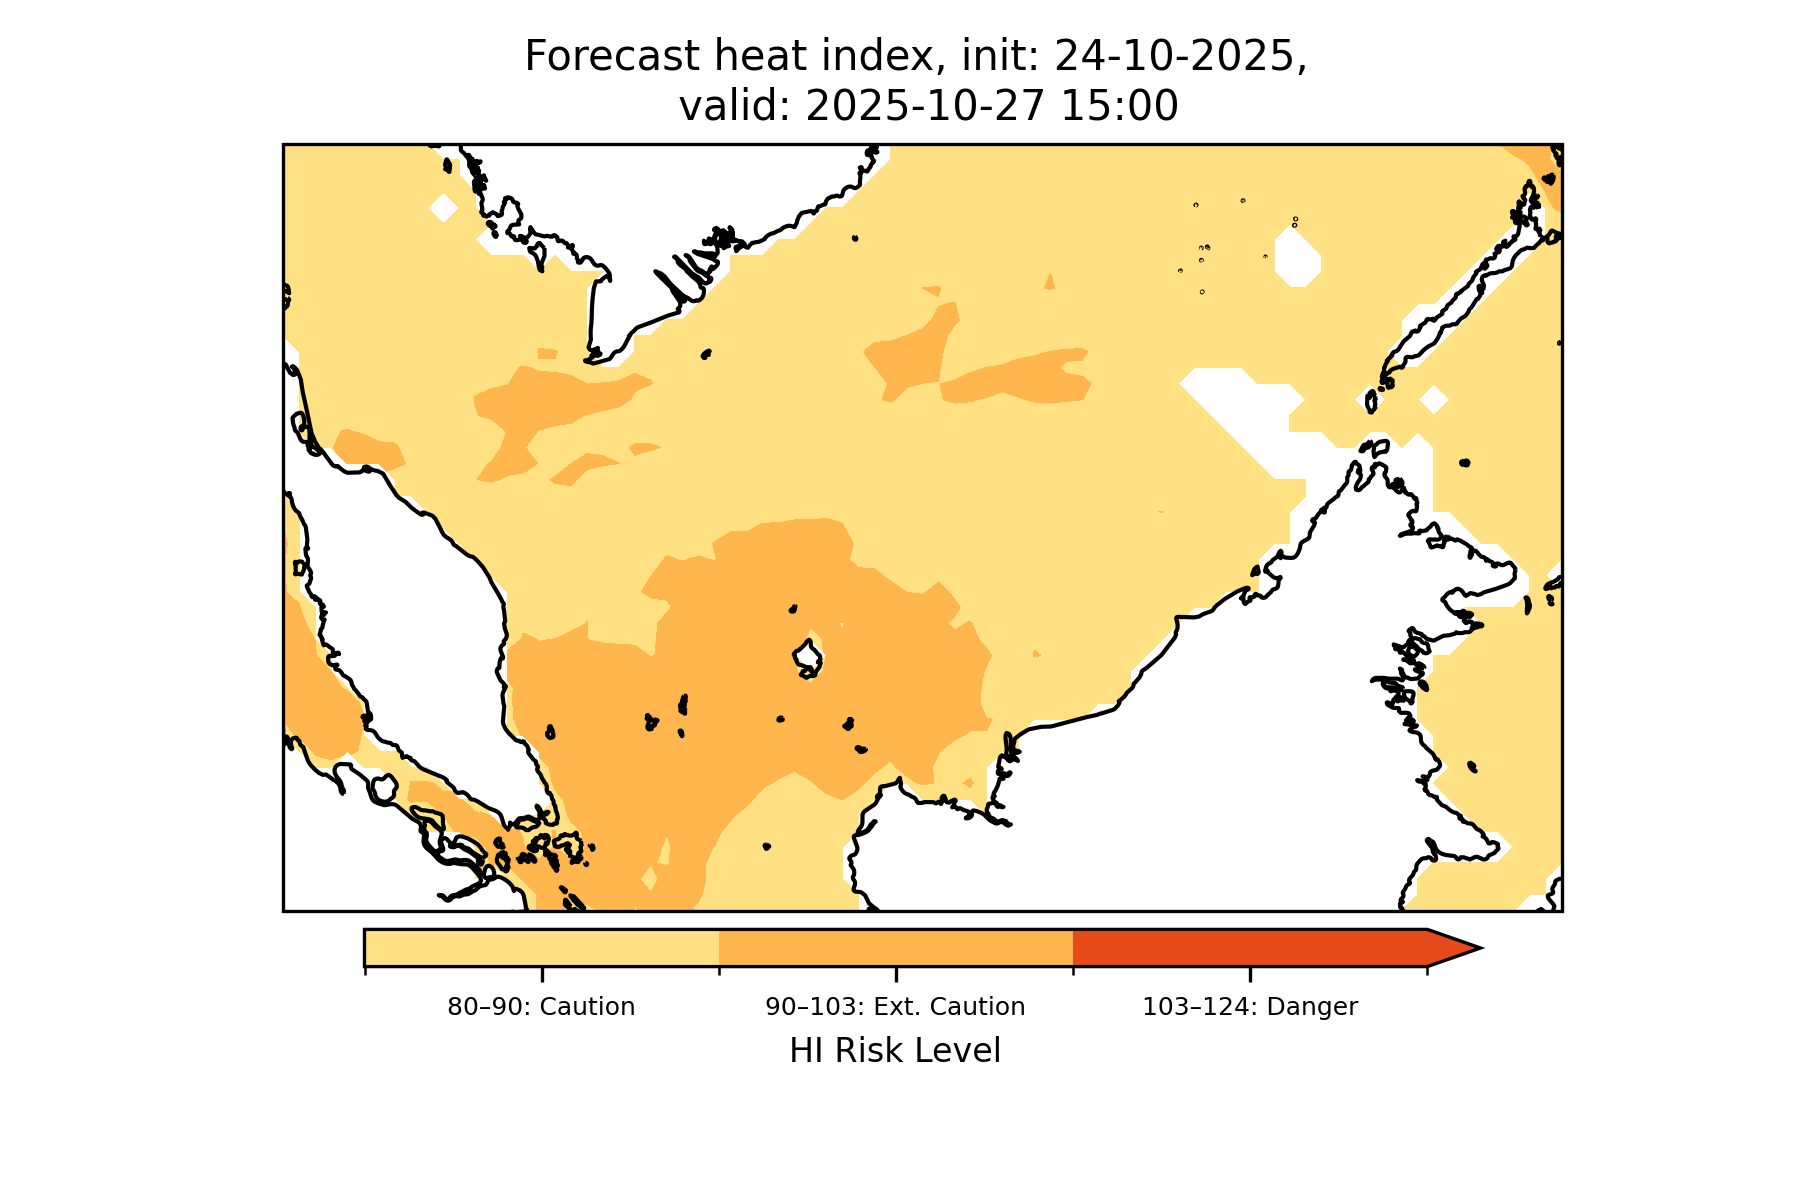 Forecast heat index, init: 24-10-2025,
valid: 2025-10-27 15:00
80–90: Caution
90–103: Ext. Caution
103–124: Danger
HI Risk Level